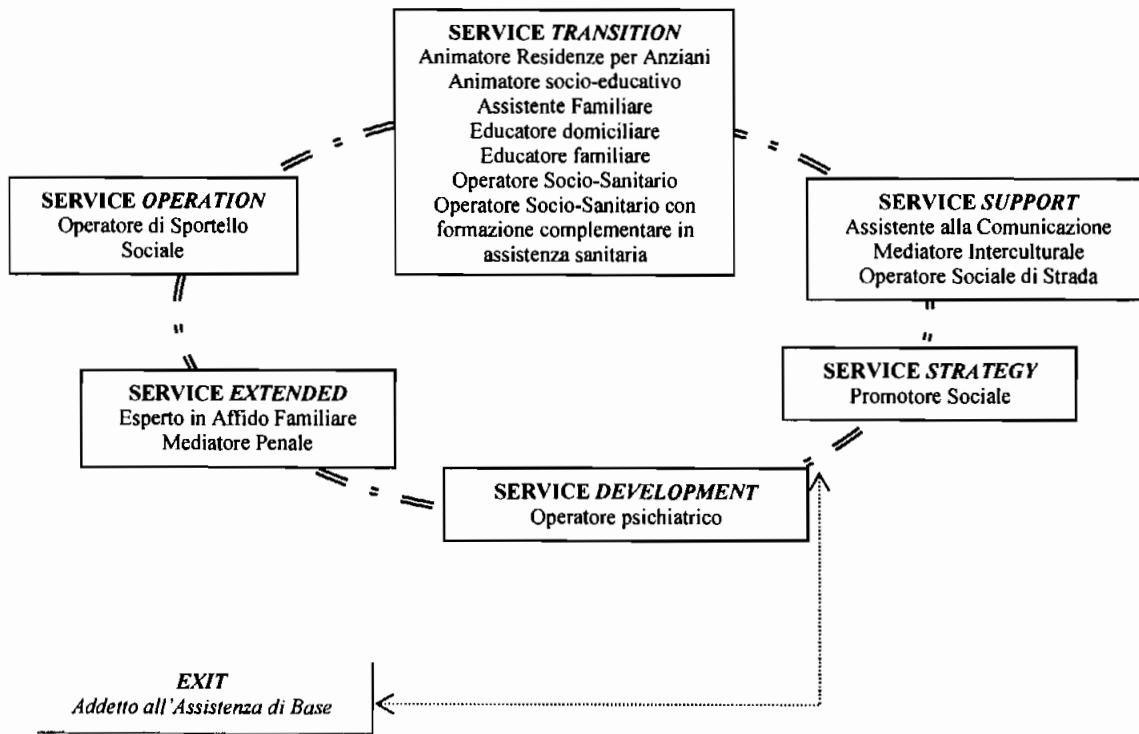 SERVICE TRANSITION
Animatore Residenze per Anziani
Animatore socio-educativo
Assistente Familiare
Educatore domiciliare
Educatore familiare
Operatore Socio-Sanitario
Operatore Socio-Sanitario con
formazione complementare in
assistenza sanitaria
SERVICE OPERATION
Operatore di Sportello
Sociale
SERVICE SUPPORT
Assistente alla Comunicazione
Mediatore Interculturale
Operatore Sociale di Strada
SERVICE EXTENDED
Esperto in Affido Familiare
Mediatore Penale
SERVICE STRATEGY
Promotore Sociale
SERVICE DEVELOPMENT
Operatore psichiatrico
EXIT
Addetto all'Assistenza di Base